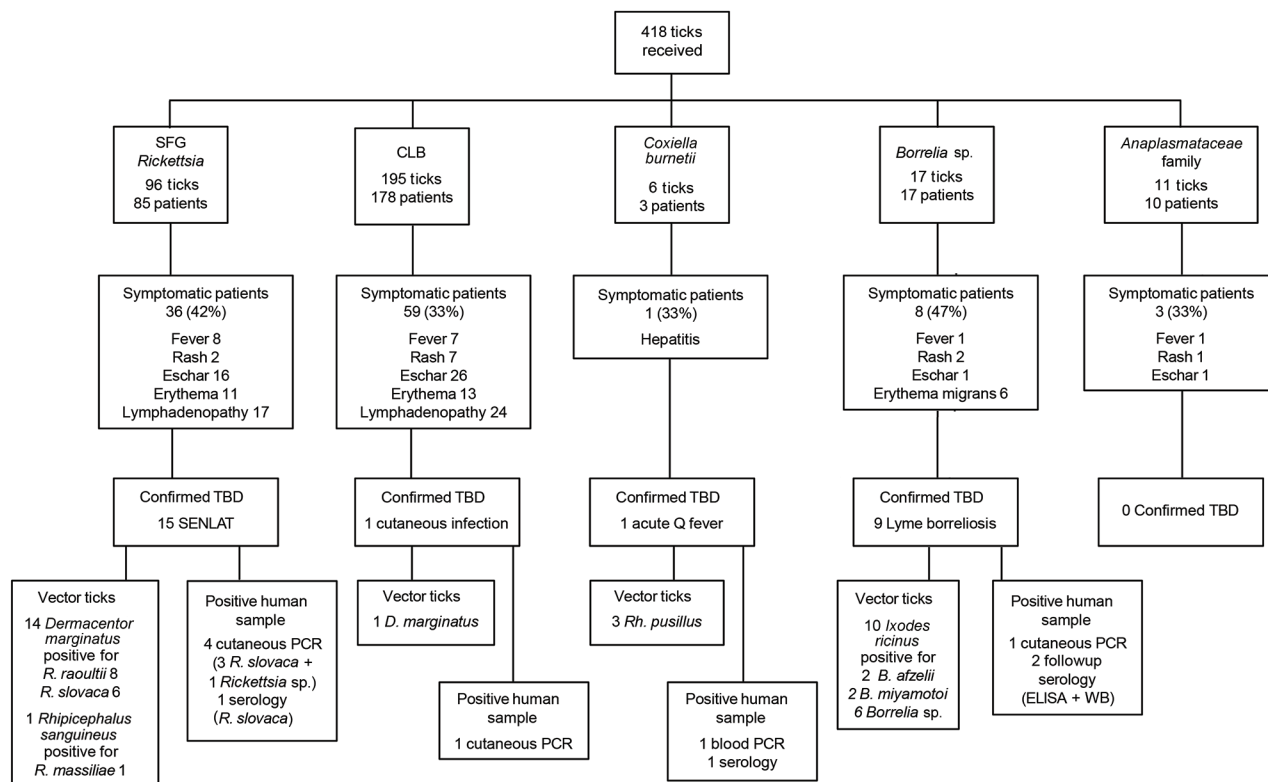 418 ticks
received
SFG
Rickettsia
96 ticks
85 patients
CLB
195 ticks
178 patients
Coxiella
burnetii
6 ticks
3 patients
Borrelia sp.
17 ticks
17 patients
Anaplasmataceae
family
11 ticks
10 patients
Symptomatic patients
36 (42%)
Fever 8
Rash 2
Eschar 16
Erythema 11
Lymphadenopathy 17
Symptomatic patients
59 (33%)
Fever 7
Rash 7
Eschar 26
Erythema 13
Lymphadenopathy 24
Symptomatic patients
1 (33%)
Hepatitis
Symptomatic patients
8 (47%)
Fever 1
Rash 2
Eschar 1
Erythema migrans 6
Symptomatic patients
3 (33%)
Fever 1
Rash 1
Eschar 1
Confirmed TBD
15 SENLAT
Confirmed TBD
1 cutaneous infection
Confirmed TBD
1 acute Q fever
Confirmed TBD
9 Lyme borreliosis
0 Confirmed TBD
Vector ticks
14 Dermacentor
marginatus
positive for
R. raoultii 8
R. slovaca 6
1 Rhipicephalus
sanguineus
positive for
R. massiliae 1
Positive human
sample
4 cutaneous PCR
(3 R. slovaca +
1 Rickettsia sp.)
1 serology
(R. slovaca)
Vector ticks
1 D. marginatus
Positive human
sample
1 cutaneous PCR
Vector ticks
3 Rh. pusillus
Positive human
sample
1 blood PCR
1 serology
Vector ticks
10 Ixodes
ricinus
positive for
2 B. afzelii
2 B. miyamotoi
6 Borrelia sp.
Positive human
sample
1 cutaneous PCR
2 followup
serology
(ELISA + WB)